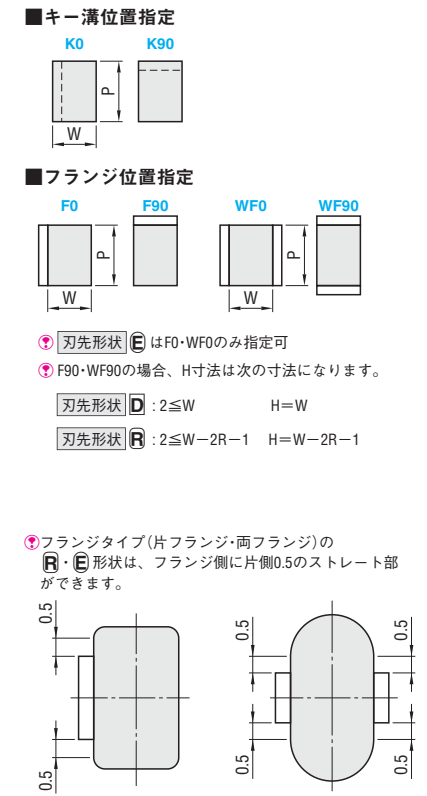 ■キー溝位置指定
K0 K90
P
W
■フランジ位置指定
F0 F90 WF0 WF90
P P
W W
刃先形状 E はF0・WF0のみ指定可
F90・WF90の場合、H寸法は次の寸法になります。
刃先形状 D : 2≦W H＝W
刃先形状 R : 2≦W－2R－1 H＝W－2R－1
フランジタイプ(片フランジ・両フランジ)の
R・E形状は、フランジ側に片側0.5のストレート部
ができます。
0.5 0.5 0.5
0.5 0.5 0.5